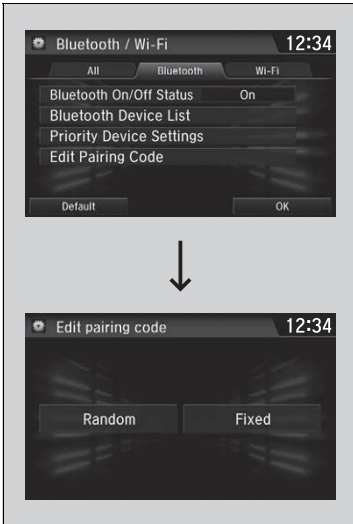 Bluetooth / Wi-Fi 12:34
All Bluetooth Wi-Fi
Bluetooth On/Off Status On
Bluetooth Device List
Priority Device Settings
Edit Pairing Code
Default OK
Edit pairing code 12:34
Random Fixed